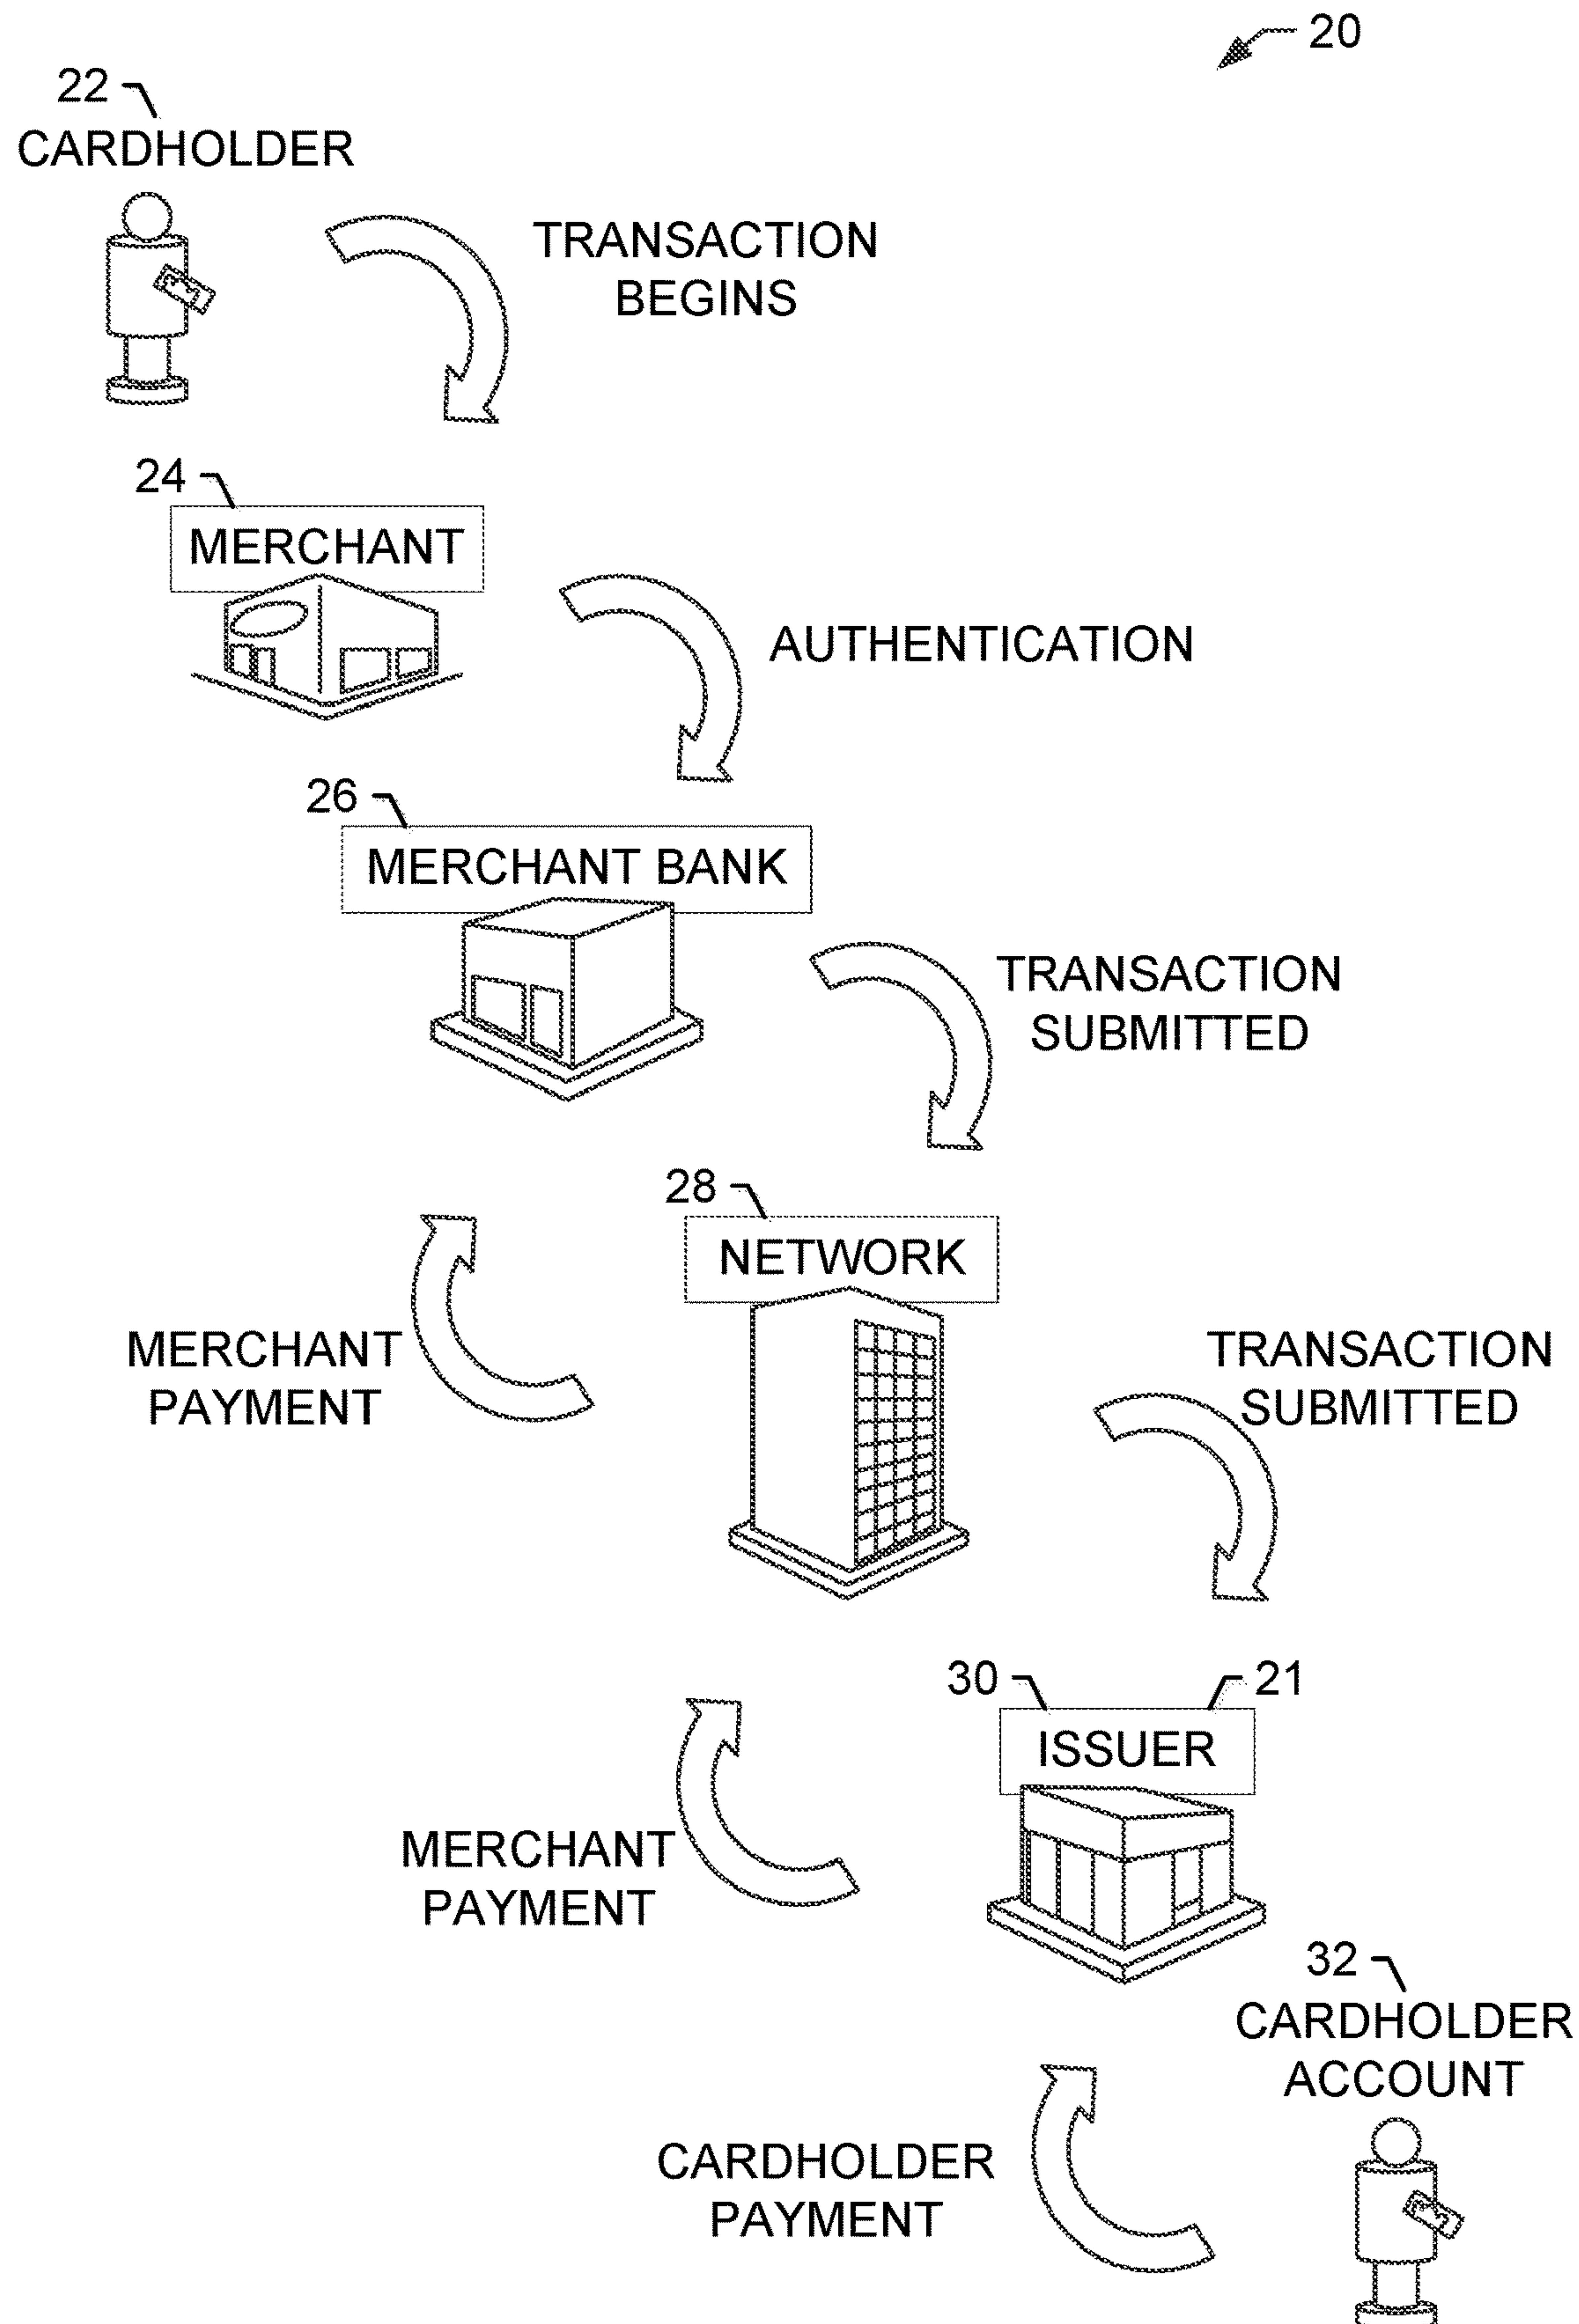 20
22
CARDHOLDER
TRANSACTION
BEGINS
24
MERCHANT
AUTHENTICATION
26
MERCHANT BANK
TRANSACTION
SUBMITTED
28
NETWORK
MERCHANT
PAYMENT
TRANSACTION
SUBMITTED
30
21
ISSUER
MERCHANT
PAYMENT
32
CARDHOLDER
ACCOUNT
CARDHOLDER
PAYMENT